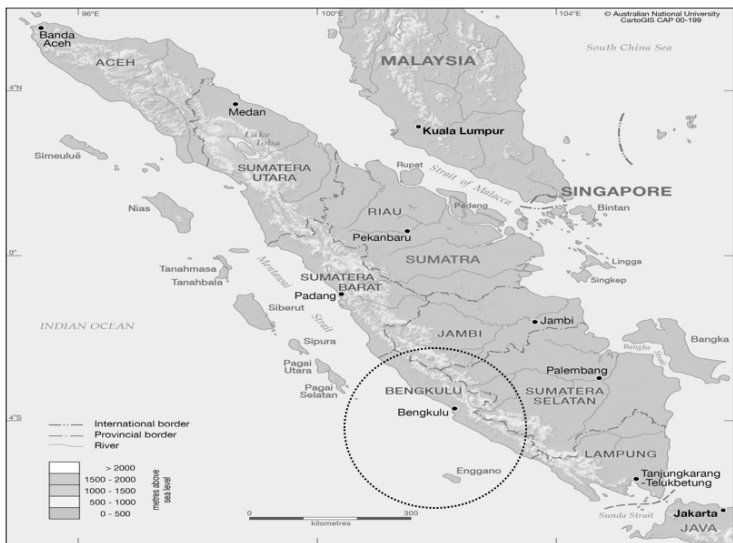 96°E
100°E
104°E
© Australian National University
CartoGIS CAP 00-199
Banda
Aceh
ACEH
MALAYSIA
South China Sea
4°N
Medan
Kuala Lumpur
Lake
Toba
Simeuluë
SUMATERA
UTARA
Rupat
Strait of Malacca
SINGAPORE
Nias
RIAU
Padang
Bintan
Pekanbaru
0°
SUMATRA
Lingga
Tanahmasa
Tanahbala
Mentawai
Strait
SUMATERA
BARAT
Singkep
Padang
Siberut
INDIAN OCEAN
JAMBI
Jambi
Sipura
Bangka
Bangka Strait
Pagai
Utara
Palembang
Pagai
Selatan
BENGKULU
SUMATERA
SELATAN
Bengkulu
4°S
International border
Provincial border
River
LAMPUNG
> 2000
1500 - 2000
1000 - 1500
500 - 1000
0 - 500
metres above
sea level
Enggano
Tanjungkarang
-Telukbetung
0
300
kilometres
Sunda Strait
Jakarta
JAVA